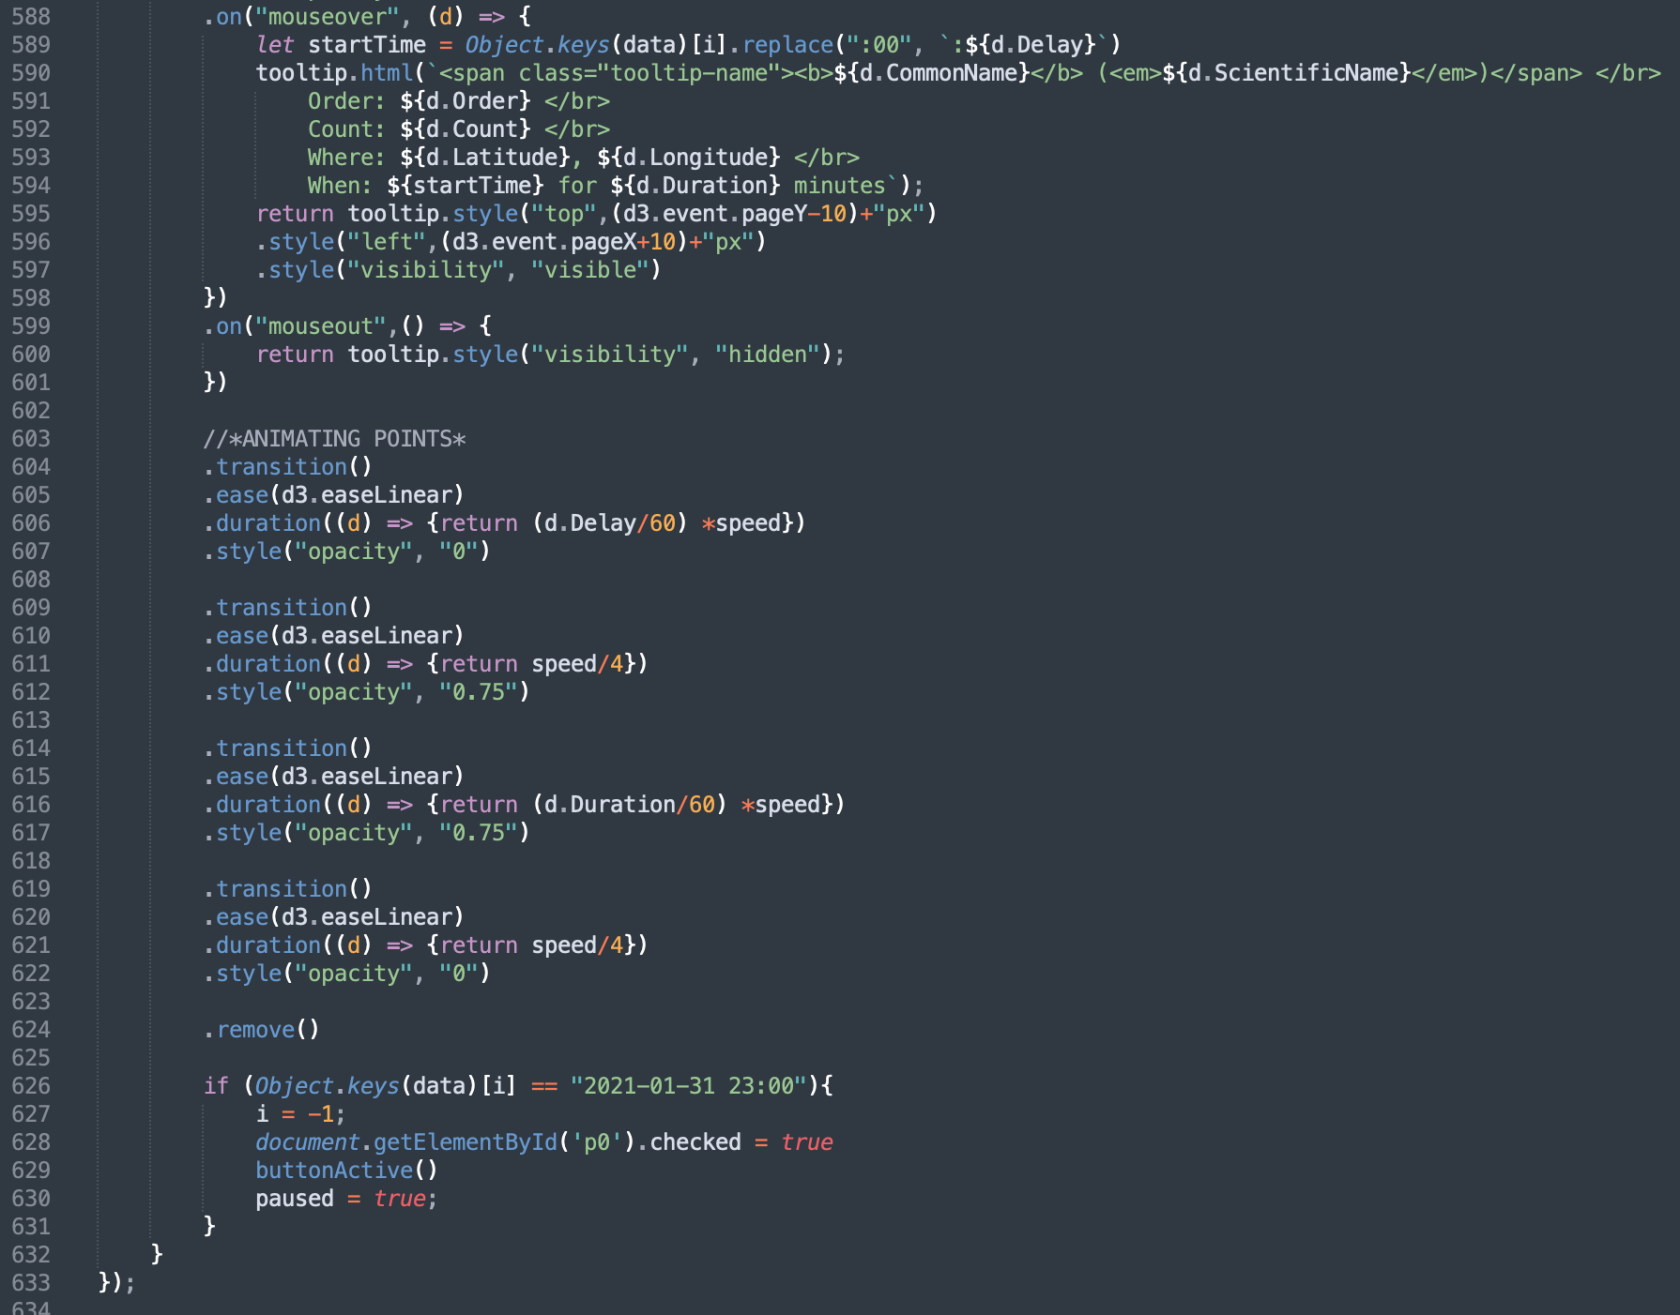 588 .on("mouseover", (d) => {
589 let startTime = Object.keys(data)[i].replace(":00", `:${d.Delay}`)
590 tooltip.html(`<span class="tooltip-name"><b>${d.CommonName}</b> (<em>${d.ScientificName}</em>)</span> </br>
591 Order: ${d.Order} </br>
592 Count: ${d.Count} </br>
593 Where: ${d.Latitude}, ${d.Longitude} </br>
594 When: ${startTime} for ${d.Duration} minutes`);
595 return tooltip.style("top",(d3.event.pageY-10)+"px")
596 .style("left",(d3.event.pageX+10)+"px")
597 .style("visibility", "visible")
598 })
599 .on("mouseout",() => {
600 return tooltip.style("visibility", "hidden");
601 })
602
603 //*ANIMATING POINTS*
604 .transition()
605 .ease(d3.easeLinear)
606 .duration((d) => {return (d.Delay/60) *speed})
607 .style("opacity", "0")
608
609 .transition()
610 .ease(d3.easeLinear)
611 .duration((d) => {return speed/4})
612 .style("opacity", "0.75")
613
614 .transition()
615 .ease(d3.easeLinear)
616 .duration((d) => {return (d.Duration/60) *speed})
617 .style("opacity", "0.75")
618
619 .transition()
620 .ease(d3.easeLinear)
621 .duration((d) => {return speed/4})
622 .style("opacity", "0")
623
624 .remove()
625
626 if (Object.keys(data)[i] == "2021-01-31 23:00"){
627 i = -1;
628 document.getElementById('p0').checked = true
629 buttonActive()
630 paused = true;
631 }
632 }
633 });
634